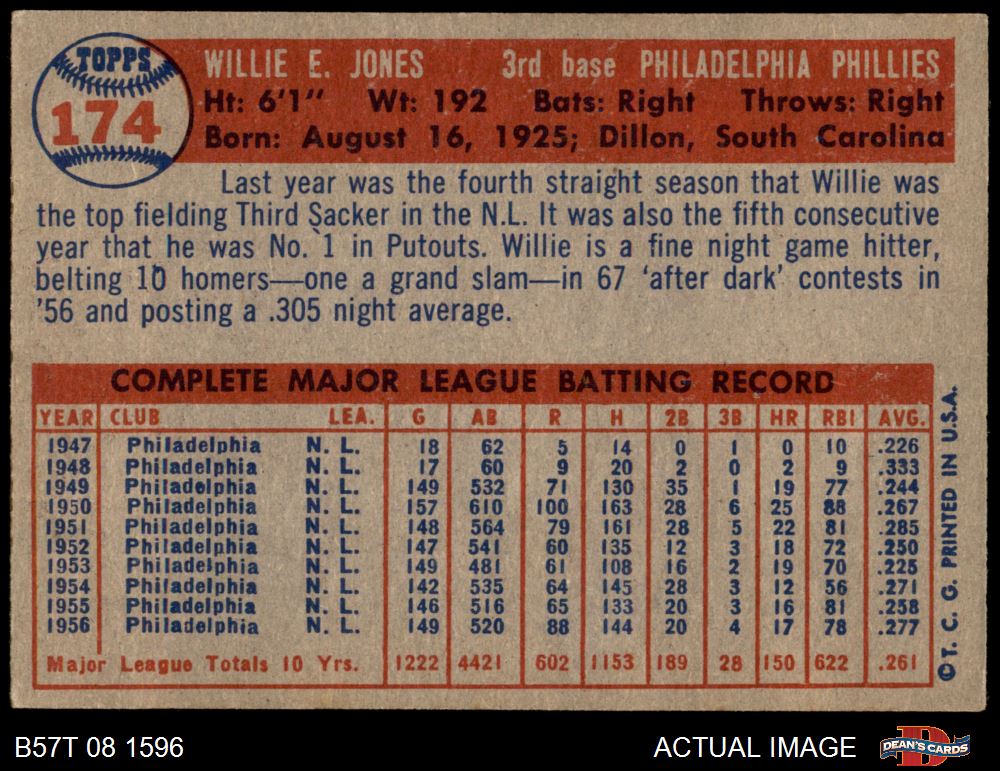 TOPPS
174
WILLIE E. JONES 3rd base PHILADELPHIA PHILLIES
Ht: 6'1" Wt: 192 Bats: Right Throws: Right
Born: August 16, 1925; Dillon, South Carolina
Last year was the fourth straight season that Willie was
the top fielding Third Sacker in the N.L. It was also the fifth consecutive
year that he was No. 1 in Putouts. Willie is a fine night game hitter,
belting 10 homers—one a grand slam—in 67 'after dark' contests in
'56 and posting a .305 night average.
COMPLETE MAJOR LEAGUE BATTING RECORD
YEAR CLUB LEA. G AB R H 2B 3B HR RBI AVG.
1947 Philadelphia N. L. 18 62 5 14 0 1 0 10 .226
1948 Philadelphia N. L. 17 60 9 20 2 0 2 9 .333
1949 Philadelphia N. L. 149 532 71 130 35 1 19 77 .244
1950 Philadelphia N. L. 157 610 100 163 28 6 25 88 .267
1951 Philadelphia N. L. 148 564 79 161 28 5 22 81 .285
1952 Philadelphia N. L. 147 541 60 135 12 3 18 72 .250
1953 Philadelphia N. L. 149 481 61 108 16 2 19 70 .225
1954 Philadelphia N. L. 142 535 64 145 28 3 12 56 .271
1955 Philadelphia N. L. 146 516 65 133 20 3 16 81 .258
1956 Philadelphia N. L. 149 520 88 144 20 4 17 78 .277
Major League Totals 10 Yrs. 1222 4421 602 1153 189 28 150 622 .261
©T. C. G. PRINTED IN U.S.A.
B57T 08 1596 ACTUAL IMAGE
DEAN'S CARDS